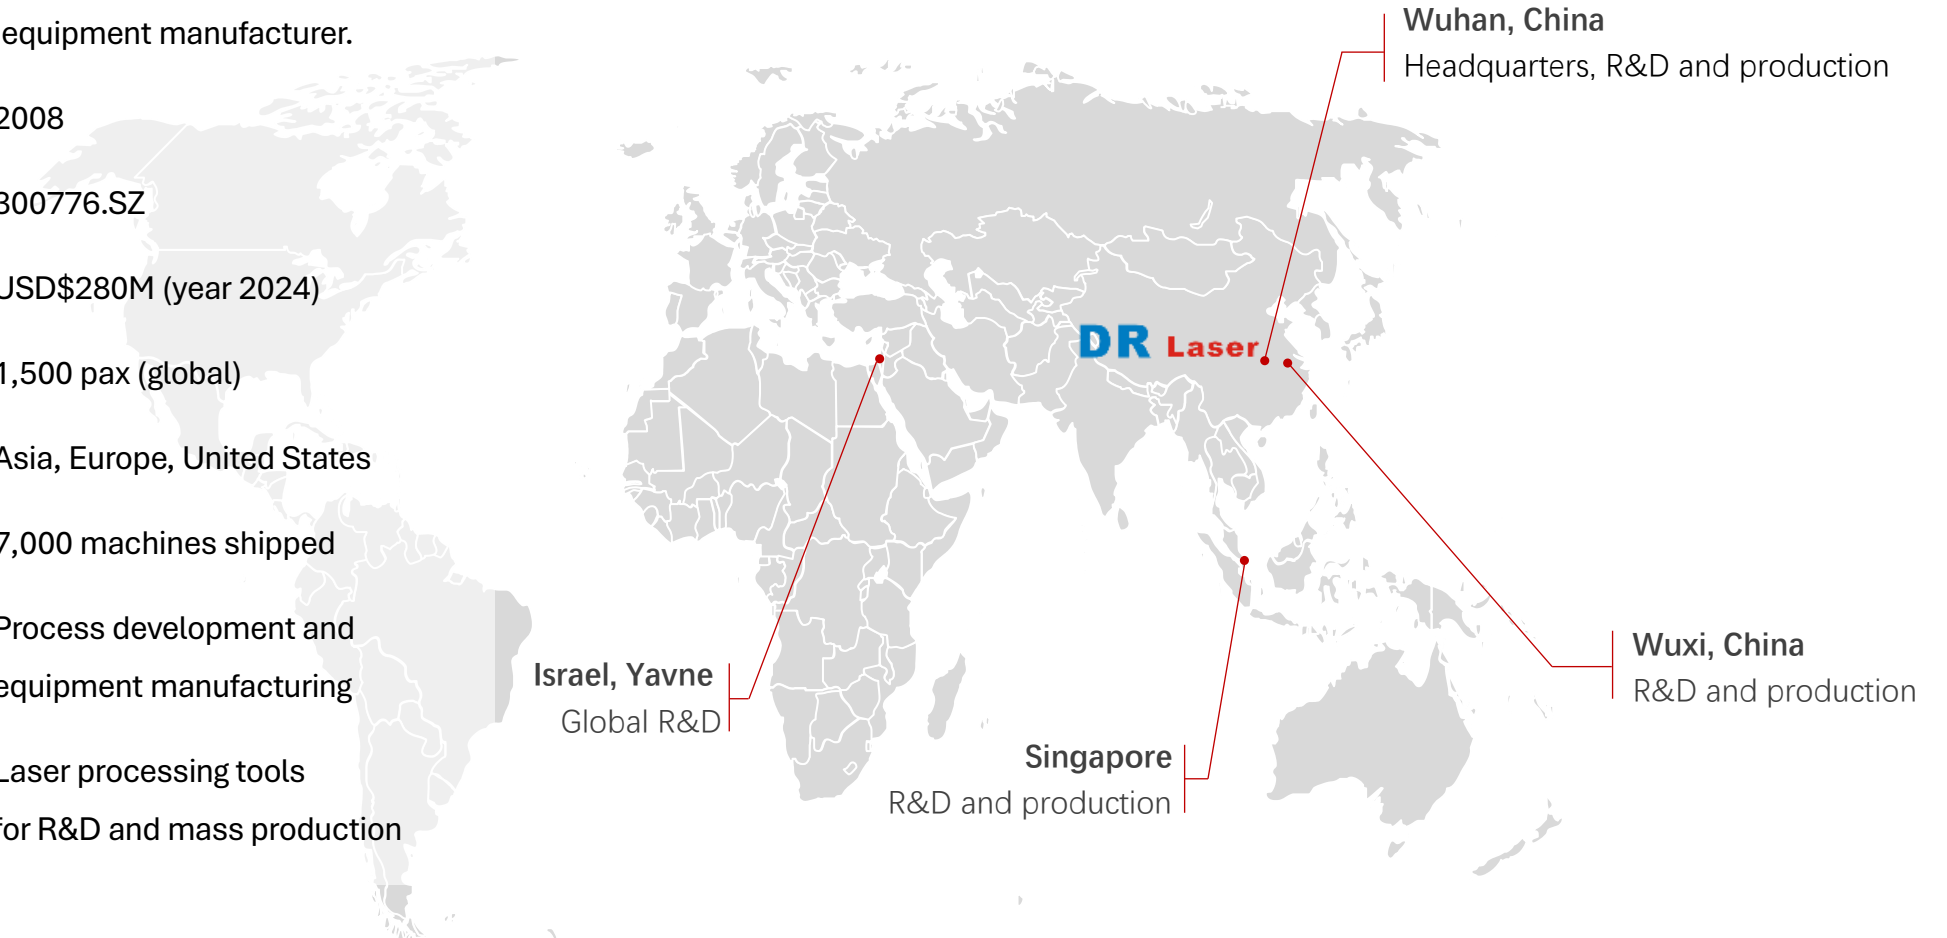 equipment manufacturer.
2008
300776.SZ
USD$280M (year 2024)
1,500 pax (global)
Asia, Europe, United States
7,000 machines shipped
Process development and
equipment manufacturing
Laser processing tools
for R&D and mass production
Wuhan, China
Headquarters, R&D and production
DR Laser
Israel, Yavne
Global R&D
Singapore
R&D and production
Wuxi, China
R&D and production